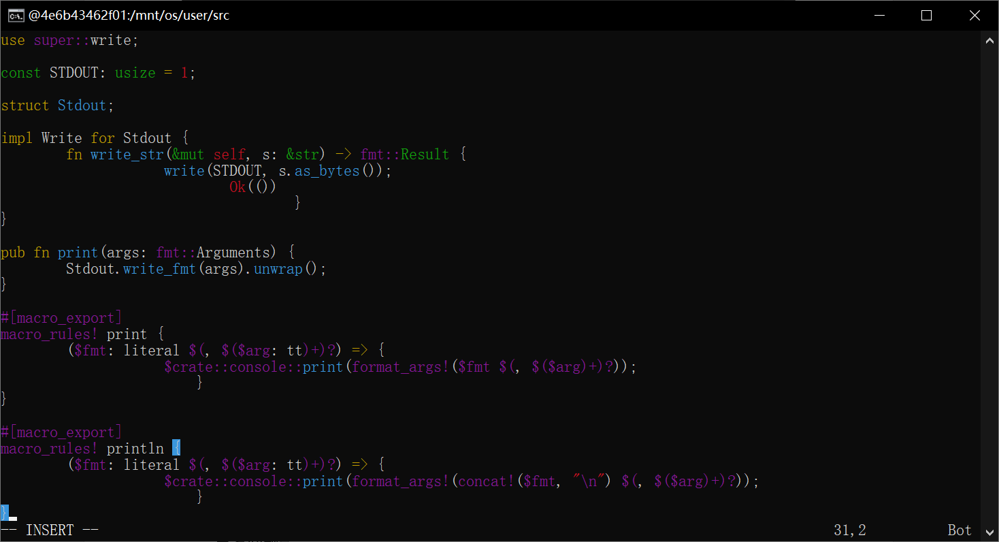 @4e6b43462f01:/mnt/os/user/src
use super::write;

const STDOUT: usize = 1;

struct Stdout;

impl Write for Stdout {
        fn write_str(&mut self, s: &str) -> fmt::Result {
                    write(STDOUT, s.as_bytes());
                            Ok(())
                                    }
}

pub fn print(args: fmt::Arguments) {
        Stdout.write_fmt(args).unwrap();
}

#[macro_export]
macro_rules! print {
        ($fmt: literal $(, $($arg: tt)+)?) => {
                    $crate::console::print(format_args!($fmt $(, $($arg)+)?));
                        }
}

#[macro_export]
macro_rules! println {
        ($fmt: literal $(, $($arg: tt)+)?) => {
                    $crate::console::print(format_args!(concat!($fmt, "\n") $(, $($arg)+)?));
                        }
}
-- INSERT -- 31,2 Bot